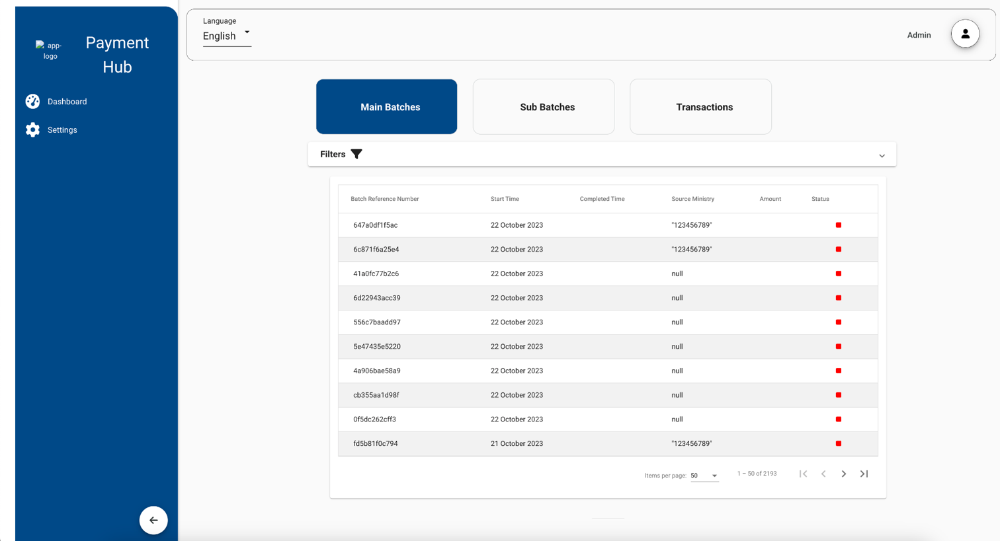 app-
logo
Payment
Hub
Dashboard
Settings
Language
English
Admin
Main Batches Sub Batches Transactions
Filters
Batch Reference Number Start Time Completed Time Source Ministry Amount Status
647a0df1f5ac 22 October 2023 "123456789"
6c871f6a25e4 22 October 2023 "123456789"
41a0fc77b2c6 22 October 2023 null
6d22943acc39 22 October 2023 null
556c7baadd97 22 October 2023 null
5e47435e5220 22 October 2023 null
4a906bae58a9 22 October 2023 null
cb355aa1d98f 22 October 2023 null
0f5dc262cff3 22 October 2023 null
fd5b81f0c794 21 October 2023 "123456789"
Items per page: 50 1 – 50 of 2193